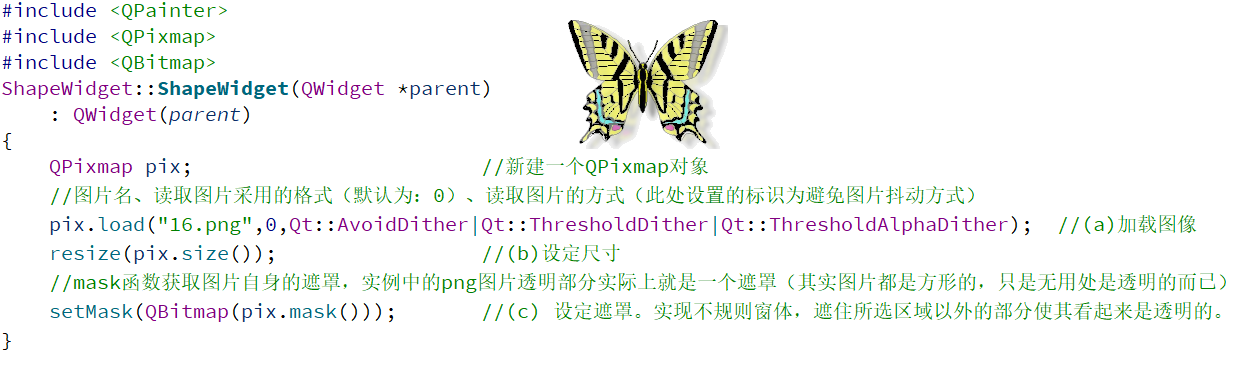 #include <QPainter>
#include <QPixmap>
#include <QBitmap>
ShapeWidget::ShapeWidget(QWidget *parent)
    : QWidget(parent)
{
    QPixmap pix;                        //新建一个QPixmap对象
    //图片名、读取图片采用的格式（默认为：0）、读取图片的方式（此处设置的标识为避免图片抖动方式）
    pix.load("16.png",0,Qt::AvoidDither|Qt::ThresholdDither|Qt::ThresholdAlphaDither);  //(a)加载图像
    resize(pix.size());                 //(b)设定尺寸
    //mask函数获取图片自身的遮罩，实例中的png图片透明部分实际上就是一个遮罩（其实图片都是方形的，只是无用处是透明的而已）
    setMask(QBitmap(pix.mask()));       //(c) 设定遮罩。实现不规则窗体，遮住所选区域以外的部分使其看起来是透明的。
}